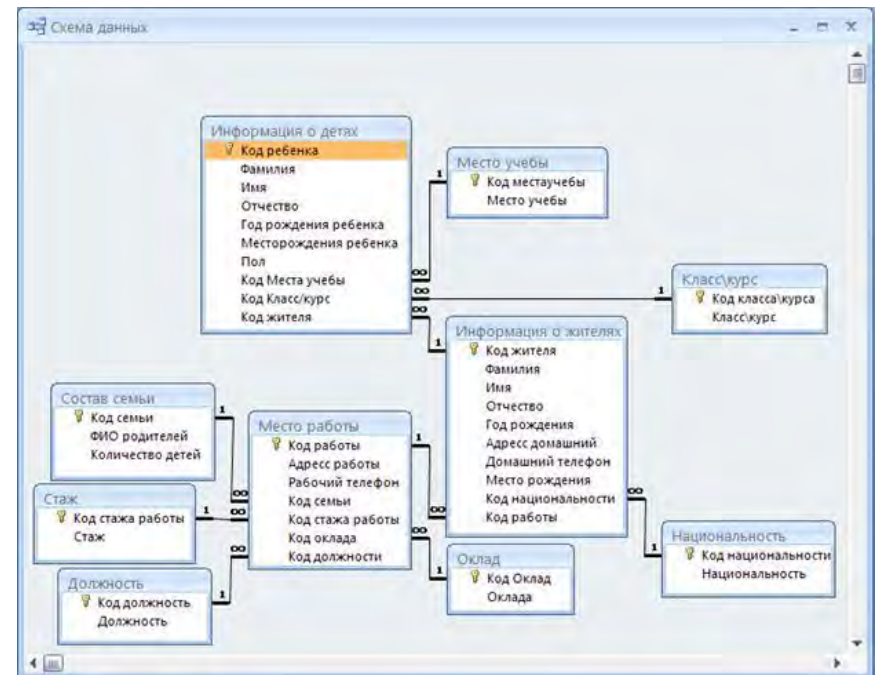 Схема данных
Информация о детях
Код ребенка
Фамилия
Имя
Отчество
Год рождения ребенка
Месторождения ребенка
Пол
Код Места учебы
Код Класс/курс
Код жителя
Место учебы
Код местаучебы
Место учебы
Класс\курс
Код класса\курса
Класс\курс
Информация о жителях
Код жителя
Фамилия
Имя
Отчество
Год рождения
Адресс домашний
Домашний телефон
Место рождения
Код национальности
Код работы
Состав семьи
Код семьи
ФИО родителей
Количество детей
Место работы
Код работы
Адресс работы
Рабочий телефон
Код семьи
Код стажа работы
Код оклада
Код должности
Стаж
Код стажа работы
Стаж
Должность
Код должность
Должность
Оклад
Код Оклад
Оклада
Национальность
Код национальности
Национальность
1
∞
∞
1
∞
1
1
1
∞
1
∞
∞
∞
∞
1
∞
1
1